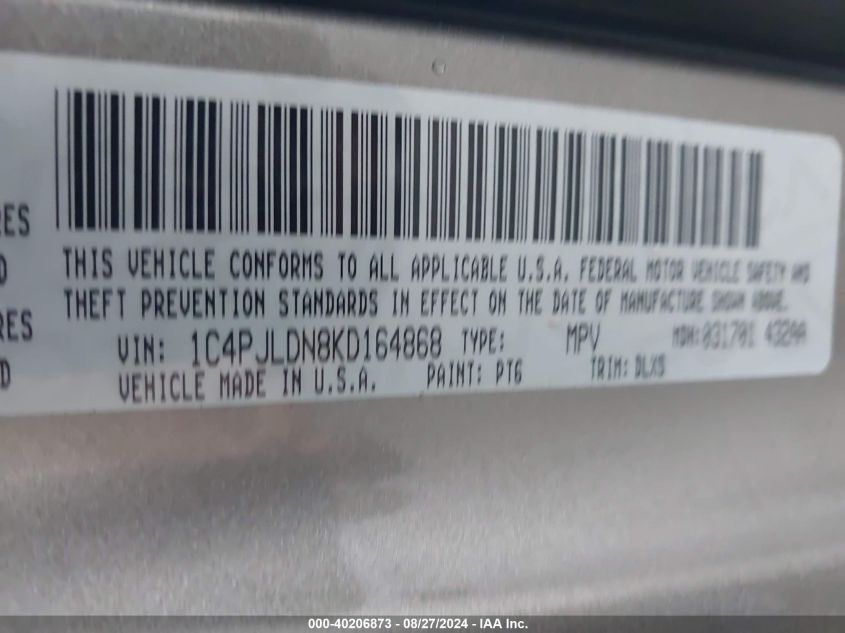 RES
D
RES
D
THIS VEHICLE CONFORMS TO ALL APPLICABLE U.S.A. FEDERAL MOTOR VEHICLE SAFETY AND
THEFT PREVENTION STANDARDS IN EFFECT ON THE DATE OF MANUFACTURE SHOWN ABOVE.
VIN: 1C4PJLDN8KD164868 TYPE: MPV MDH:031701 432AA
VEHICLE MADE IN U.S.A. PAINT: PTG TRIM: DLX9
000-40206873 - 08/27/2024 - IAA Inc.